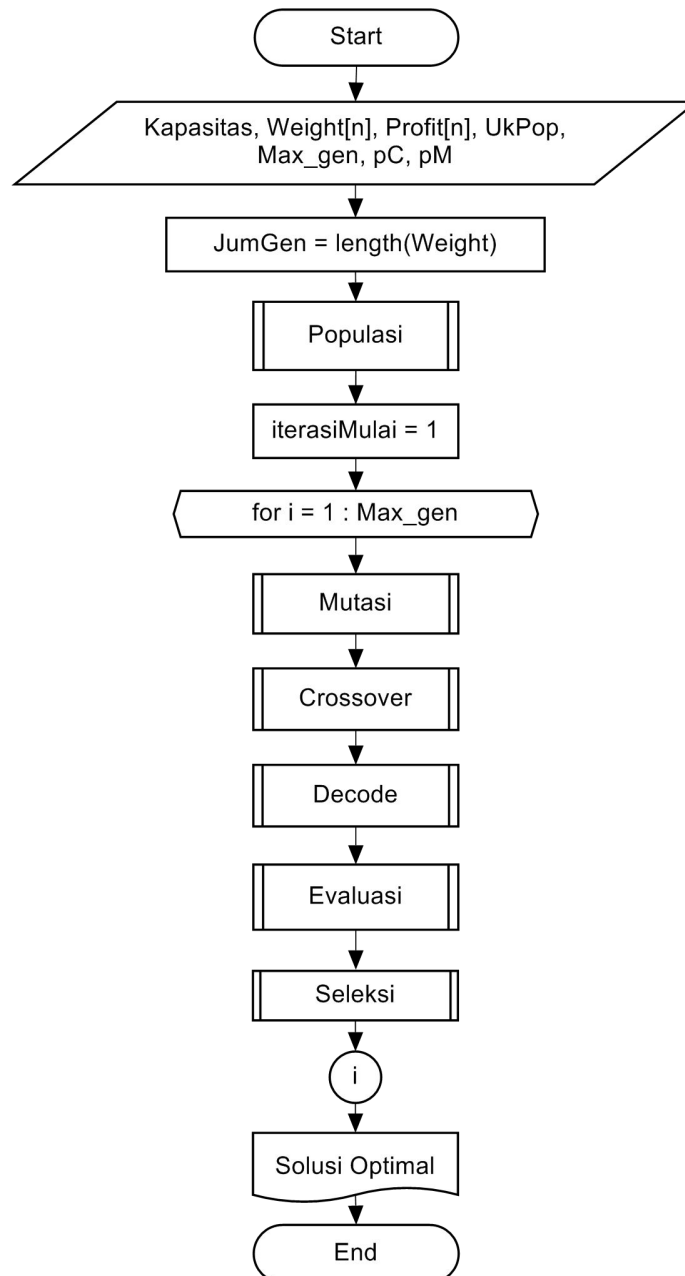 Start
Kapasitas, Weight[n], Profit[n], UkPop,
Max_gen, pC, pM
JumGen = length(Weight)
Populasi
iterasiMulai = 1
for i = 1 : Max_gen
Mutasi
Crossover
Decode
Evaluasi
Seleksi
i
Solusi Optimal
End